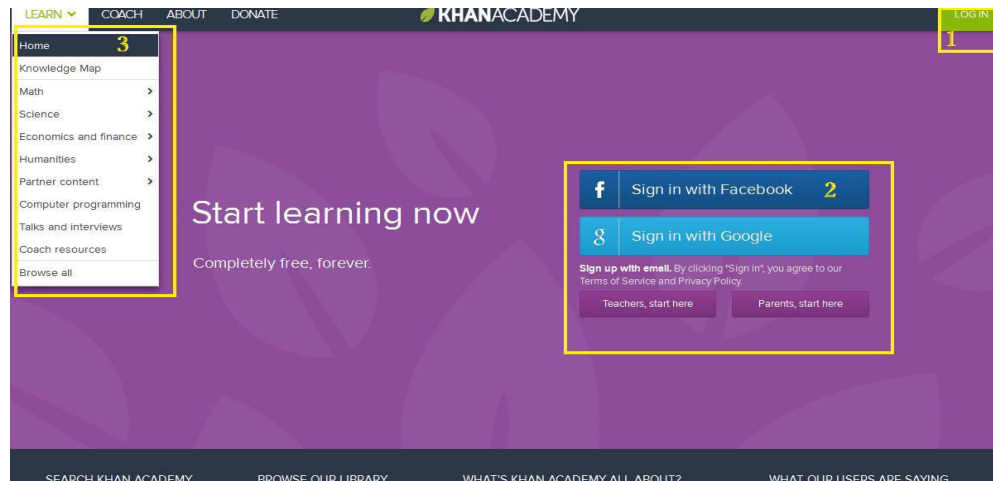 LEARN COACH ABOUT DONATE KHANACADEMY LOG IN
1
Home 3
Knowledge Map
Math
Science
Economics and finance
Humanities
Partner content
Computer programming
Talks and interviews
Coach resources
Browse all
Start learning now
Completely free, forever.
f Sign in with Facebook 2
g Sign in with Google
Sign up with email. By clicking "Sign in", you agree to our
Terms of Service and Privacy Policy.
Teachers, start here Parents, start here
SEARCH KHAN ACADEMY BROWSE OUR LIBRARY WHAT'S KHAN ACADEMY ALL ABOUT? WHAT OUR USERS ARE SAYING